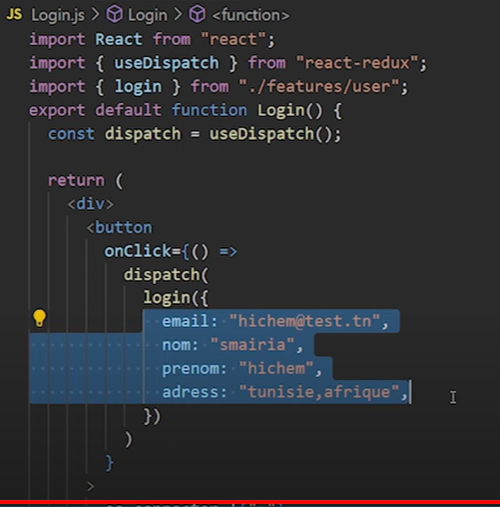 JS Login.js > Login > <function>
import React from "react";
import { useDispatch } from "react-redux";
import { login } from "./features/user";
export default function Login() {
const dispatch = useDispatch();
return (
<div>
<button
onClick={() =>
dispatch(
login({
email: "hichem@test.tn",
nom: "smairia",
prenom: "hichem",
adress: "tunisie,afrique",
})
)
}
>